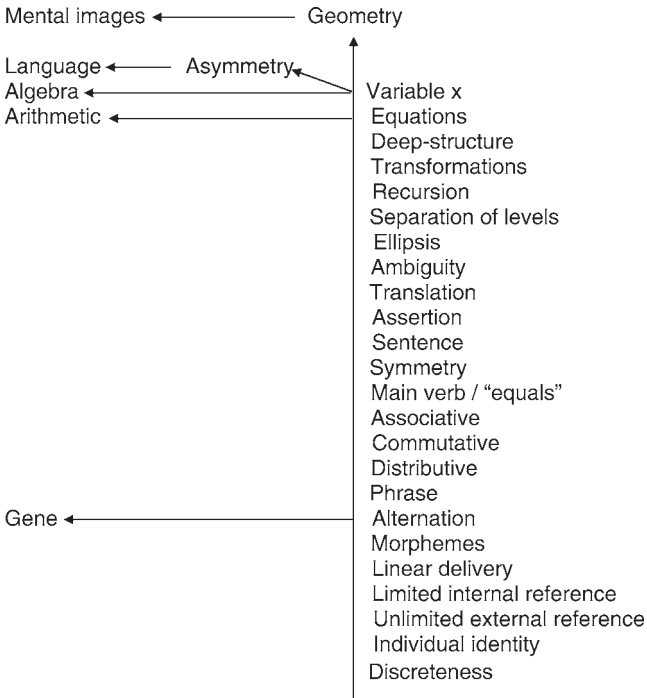 Mental images Geometry
Language Asymmetry
Algebra Variable x
Arithmetic Equations
Deep-structure
Transformations
Recursion
Separation of levels
Ellipsis
Ambiguity
Translation
Assertion
Sentence
Symmetry
Main verb / “equals”
Associative
Commutative
Distributive
Phrase
Gene Alternation
Morphemes
Linear delivery
Limited internal reference
Unlimited external reference
Individual identity
Discreteness